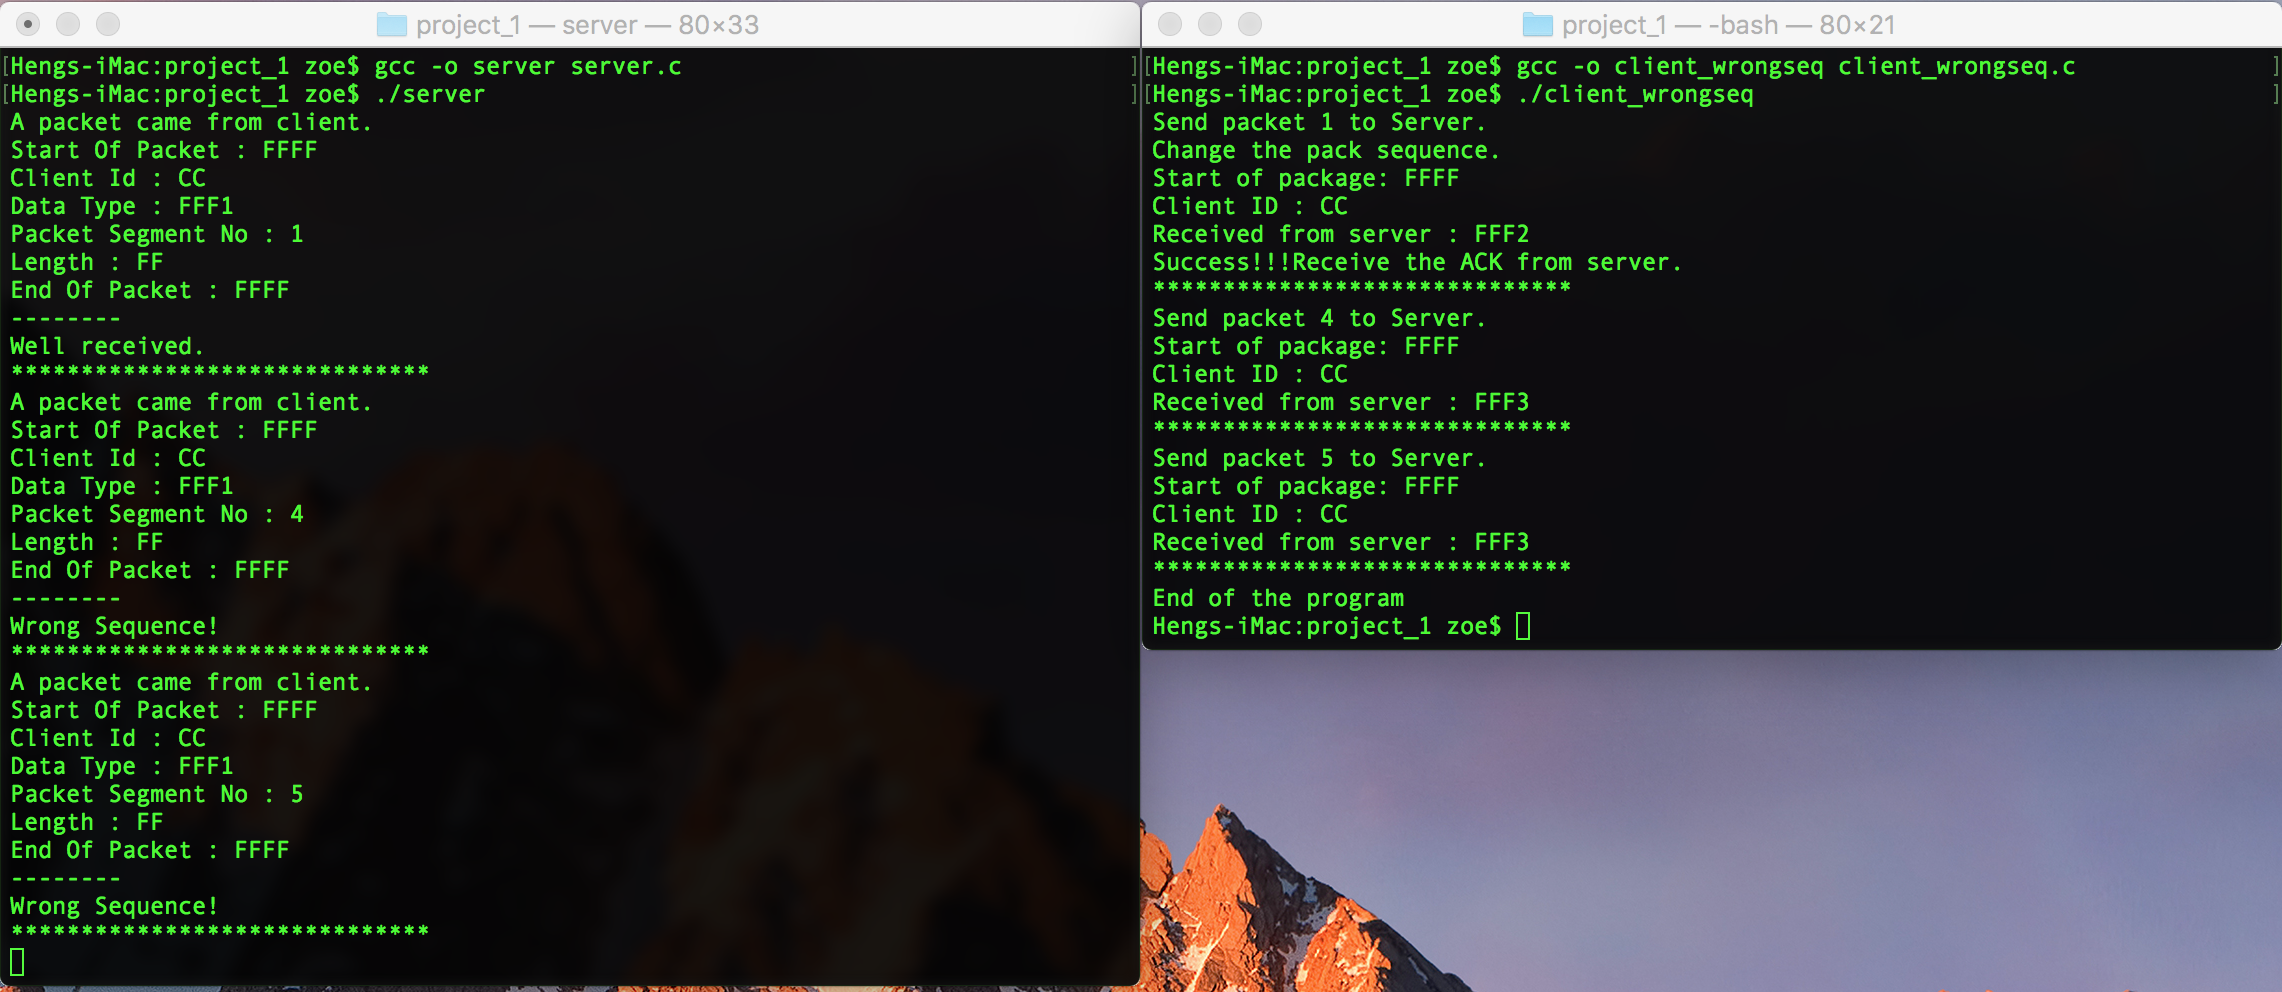 project_1 — server — 80×33
[Hengs-iMac:project_1 zoe$ gcc -o server server.c ]
[Hengs-iMac:project_1 zoe$ ./server ]
A packet came from client.
Start Of Packet : FFFF
Client Id : CC
Data Type : FFF1
Packet Segment No : 1
Length : FF
End Of Packet : FFFF
--------
Well received.
******************************
A packet came from client.
Start Of Packet : FFFF
Client Id : CC
Data Type : FFF1
Packet Segment No : 4
Length : FF
End Of Packet : FFFF
--------
Wrong Sequence!
******************************
A packet came from client.
Start Of Packet : FFFF
Client Id : CC
Data Type : FFF1
Packet Segment No : 5
Length : FF
End Of Packet : FFFF
--------
Wrong Sequence!
******************************
project_1 — -bash — 80×21
[Hengs-iMac:project_1 zoe$ gcc -o client_wrongseq client_wrongseq.c ]
[Hengs-iMac:project_1 zoe$ ./client_wrongseq ]
Send packet 1 to Server.
Change the pack sequence.
Start of package: FFFF
Client ID : CC
Received from server : FFF2
Success!!!Receive the ACK from server.
******************************
Send packet 4 to Server.
Start of package: FFFF
Client ID : CC
Received from server : FFF3
******************************
Send packet 5 to Server.
Start of package: FFFF
Client ID : CC
Received from server : FFF3
******************************
End of the program
Hengs-iMac:project_1 zoe$